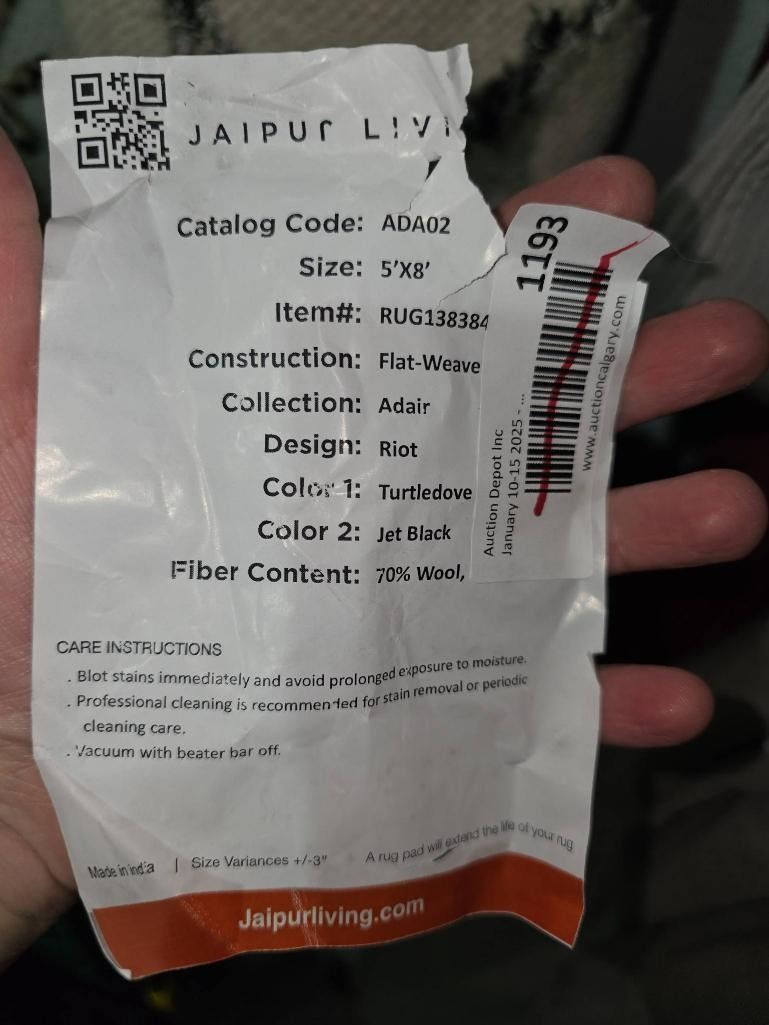 JAIPUR LIVI
Catalog Code: ADA02
Size: 5'X8'
Item#: RUG138384
Construction: Flat-Weave
Collection: Adair
Design: Riot
Color 1: Turtledove
Color 2: Jet Black
Fiber Content: 70% Wool,
1193
www.auctioncalgary.com
Auction Depot Inc
January 10-15 2025 - ...
CARE INSTRUCTIONS
. Blot stains immediately and avoid prolonged exposure to moisture.
. Professional cleaning is recommended for stain removal or periodic
cleaning care.
. Vacuum with beater bar off.
Made in india | Size Variances +/-3" A rug pad will extend the life of your rug
Jaipurliving.com